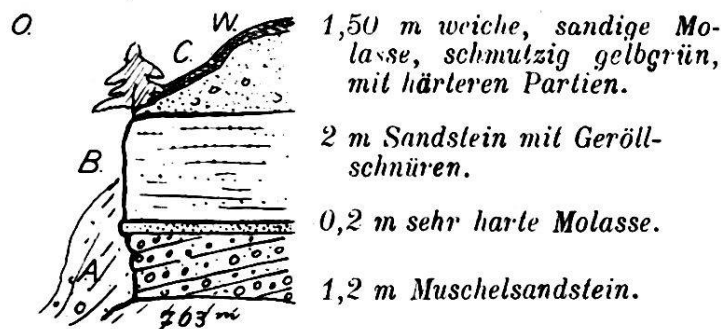 O.
W.
C.
B.
A.
763 m
1,50 m weiche, sandige Mo-
lasse, schmutzig gelbgrün,
mit härteren Partien.
2 m Sandstein mit Geröll-
schnüren.
0,2 m sehr harte Molasse.
1,2 m Muschelsandstein.